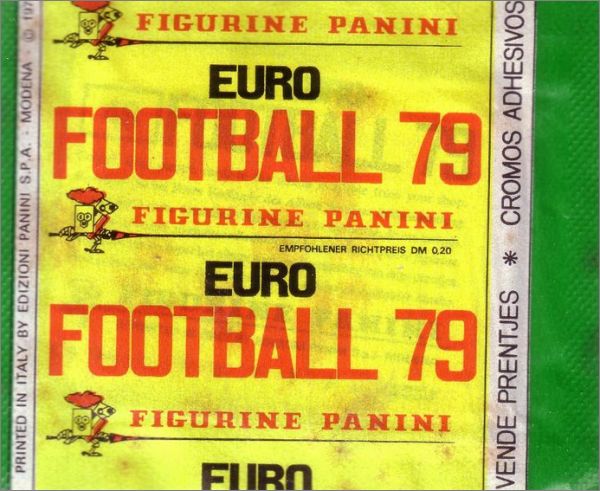 FIGURINE PANINI
EURO
FOOTBALL 79
FIGURINE PANINI
EMPFOHLENER RICHTPREIS DM 0,20
EURO
FOOTBALL 79
FIGURINE PANINI
EURO
PRINTED IN ITALY BY EDIZIONI PANINI S.P.A. - MODENA - © 197
VENDE PRENTJES * CROMOS ADHESIVOS